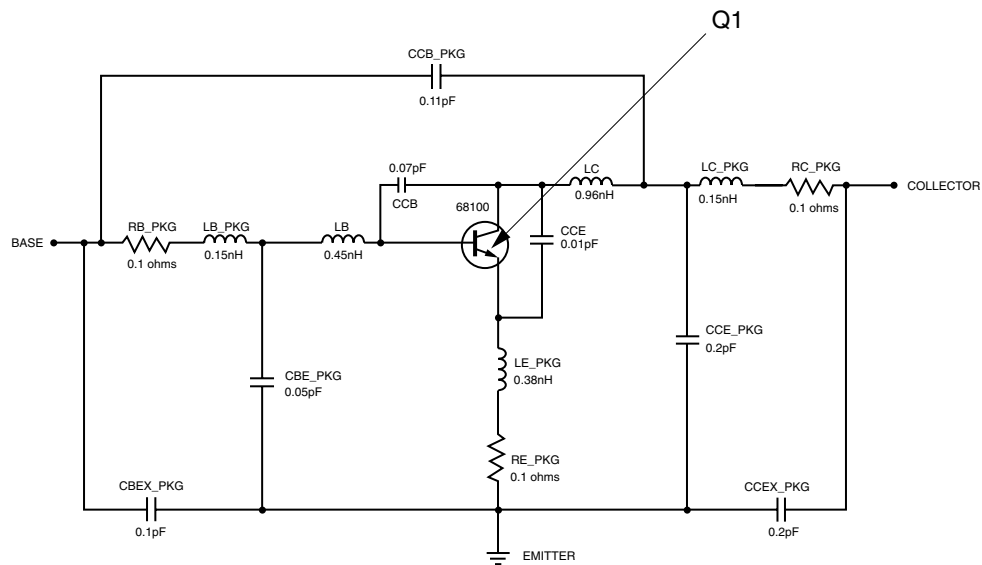 Q1
CCB_PKG
0.11pF
0.07pF
CCB
LC
0.96nH
LC_PKG
0.15nH
RC_PKG
0.1 ohms
COLLECTOR
68100
BASE
RB_PKG
0.1 ohms
LB_PKG
0.15nH
LB
0.45nH
CCE
0.01pF
CCE_PKG
0.2pF
LE_PKG
0.38nH
CBE_PKG
0.05pF
RE_PKG
0.1 ohms
CBEX_PKG
0.1pF
CCEX_PKG
0.2pF
EMITTER